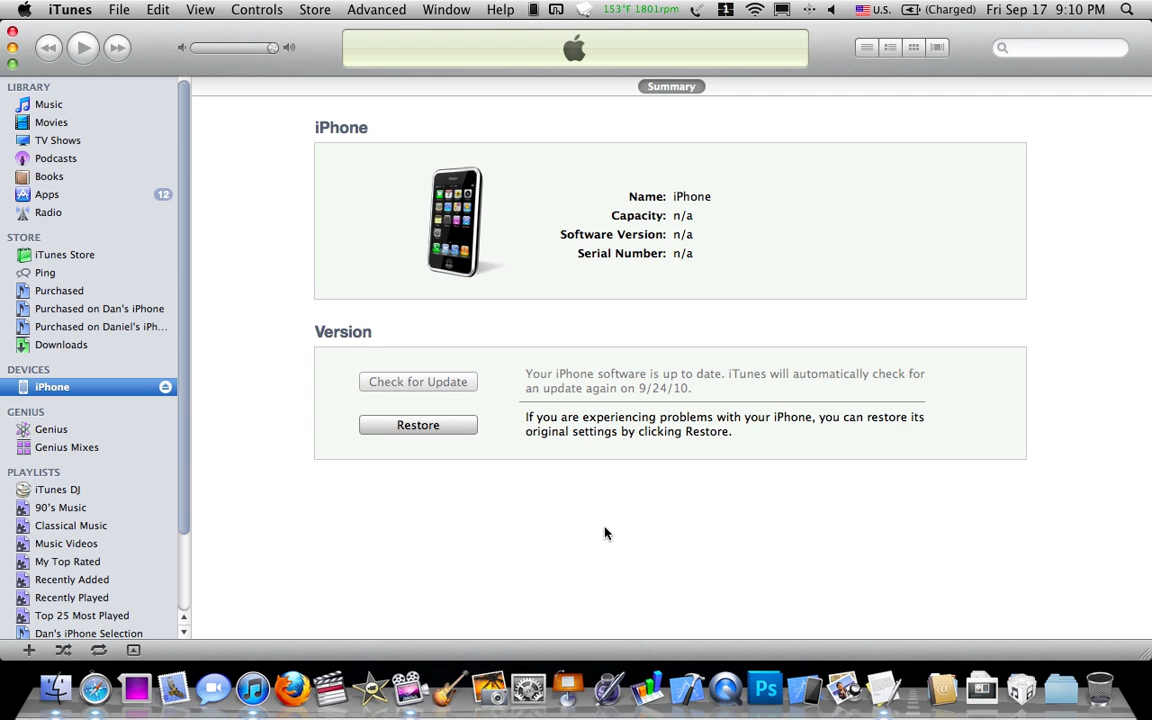 iTunes File Edit View Controls Store Advanced Window Help 153°F 1801rpm 1 U.S. (Charged) Fri Sep 17 9:10 PM
Summary
LIBRARY
Music
Movies
TV Shows
Podcasts
Books
Apps 12
Radio
STORE
iTunes Store
Ping
Purchased
Purchased on Dan's iPhone
Purchased on Daniel's iPh...
Downloads
DEVICES
iPhone
GENIUS
Genius
Genius Mixes
PLAYLISTS
iTunes DJ
90's Music
Classical Music
Music Videos
My Top Rated
Recently Added
Recently Played
Top 25 Most Played
Dan's iPhone Selection
iPhone
Name: iPhone
Capacity: n/a
Software Version: n/a
Serial Number: n/a
Version
Check for Update
Your iPhone software is up to date. iTunes will automatically check for
an update again on 9/24/10.
Restore
If you are experiencing problems with your iPhone, you can restore its
original settings by clicking Restore.
Ps